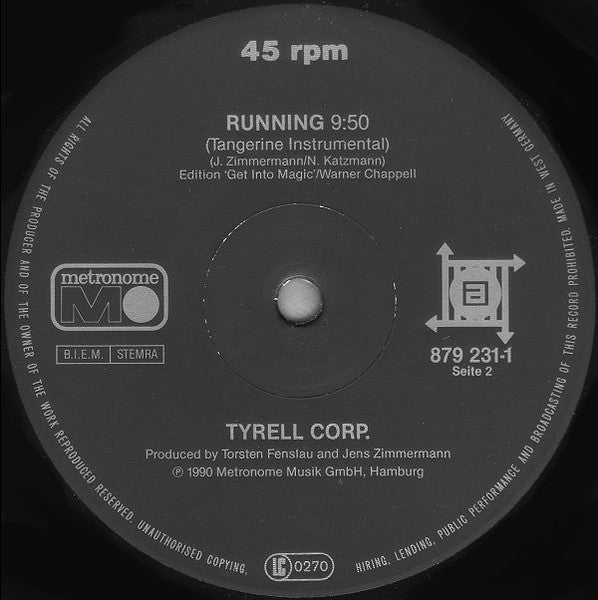 45 rpm
RUNNING 9:50
(Tangerine Instrumental)
(J. Zimmermann/N. Katzmann)
Edition 'Get Into Magic'/Warner Chappell
metronome
M
B.I.E.M. STEMRA
a
879 231-1
Seite 2
TYRELL CORP.
Produced by Torsten Fenslau and Jens Zimmermann
℗ 1990 Metronome Musik GmbH, Hamburg
LC 0270
ALL RIGHTS OF THE PRODUCER AND OF THE OWNER OF THE WORK REPRODUCED RESERVED. UNAUTHORISED COPYING, HIRING, LENDING, PUBLIC PERFORMANCE AND BROADCASTING OF THIS RECORD PROHIBITED. MADE IN WEST GERMANY